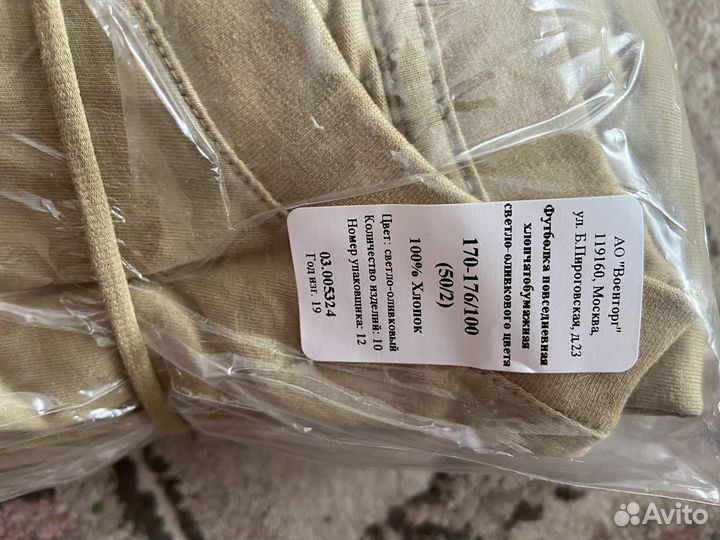 АО "Военторг"
119160, Москва,
ул. Б.Пироговская, д.23
Футболка повседневная
хлопчатобумажная
светло-оливкового цвета
170-176/100
(50/2)
100% Хлопок
Цвет: светло-оливковый
Количество изделий: 10
Номер упаковщика: 12
03.005324
Год изг. 19
Avito